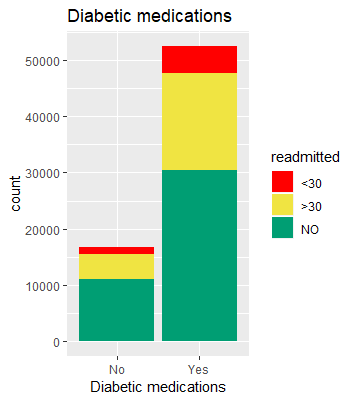 Diabetic medications
50000
40000
30000
20000
10000
0
count
No Yes
Diabetic medications
readmitted
<30
>30
NO